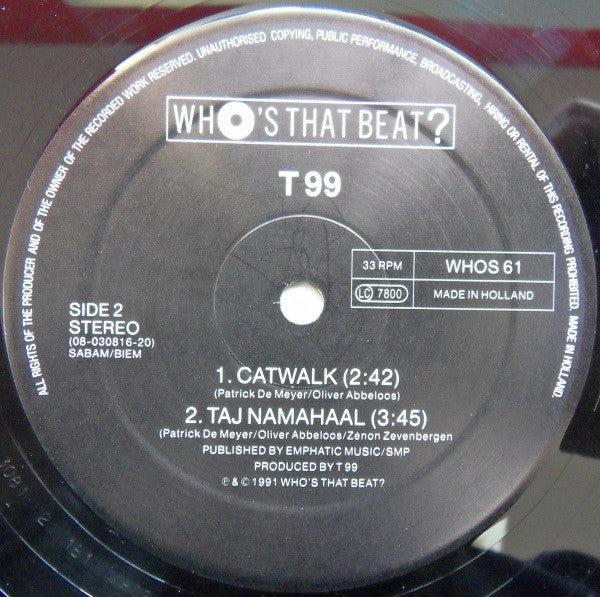 ALL RIGHTS OF THE PRODUCER AND OF THE OWNER OF THE RECORDED WORK RESERVED. UNAUTHORISED COPYING, PUBLIC PERFORMANCE, BROADCASTING, HIRING OR RENTAL OF THIS RECORDING PROHIBITED. MADE IN HOLLAND.
WHO'S THAT BEAT?
T 99
33 RPM
WHOS 61
LC 7800
MADE IN HOLLAND
SIDE 2
STEREO
(08-030816-20)
SABAM/BIEM
1. CATWALK (2:42)
(Patrick De Meyer/Oliver Abbeloos)
2. TAJ NAMAHAAL (3:45)
(Patrick De Meyer/Oliver Abbeloos/Zénon Zevenbergen)
PUBLISHED BY EMPHATIC MUSIC/SMP
PRODUCED BY T 99
℗ & © 1991 WHO'S THAT BEAT?